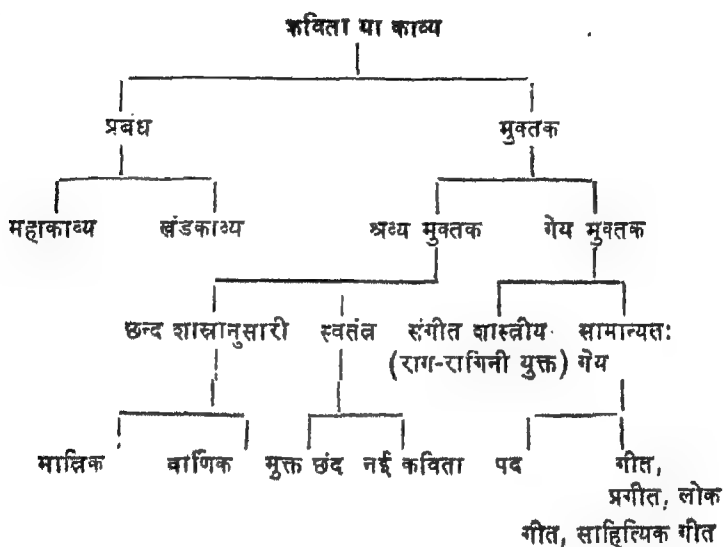 कविता या काव्य
प्रबंध मुक्तक
महाकाव्य खंडकाव्य श्रव्य मुक्तक गेय मुक्तक
छन्द शास्त्रानुसारी स्वतंत्र संगीत शास्त्रीय सामान्यतः
(राग-रागिनी युक्त) गेय
मात्रिक वाणिक मुक्त छंद नई कविता पद गीत,
प्रगीत, लोक
गीत, साहित्यिक गीत